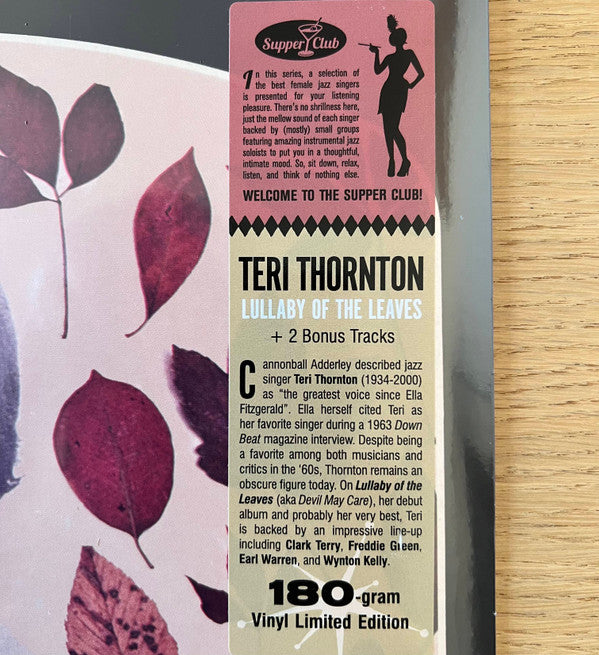 Supper Club
In this series, a selection of
the best female jazz singers
is presented for your listening
pleasure. There's no shrillness here,
just the mellow sound of each singer
backed by (mostly) small groups
featuring amazing instrumental jazz
soloists to put you in a thoughtful,
intimate mood. So, sit down, relax,
listen, and think of nothing else.
WELCOME TO THE SUPPER CLUB!
TERI THORNTON
LULLABY OF THE LEAVES
+ 2 Bonus Tracks
Cannonball Adderley described jazz
singer Teri Thornton (1934-2000)
as “the greatest voice since Ella
Fitzgerald”. Ella herself cited Teri as
her favorite singer during a 1963 Down
Beat magazine interview. Despite being
a favorite among both musicians and
critics in the '60s, Thornton remains an
obscure figure today. On Lullaby of the
Leaves (aka Devil May Care), her debut
album and probably her very best, Teri
is backed by an impressive line-up
including Clark Terry, Freddie Green,
Earl Warren, and Wynton Kelly.
180-gram
Vinyl Limited Edition